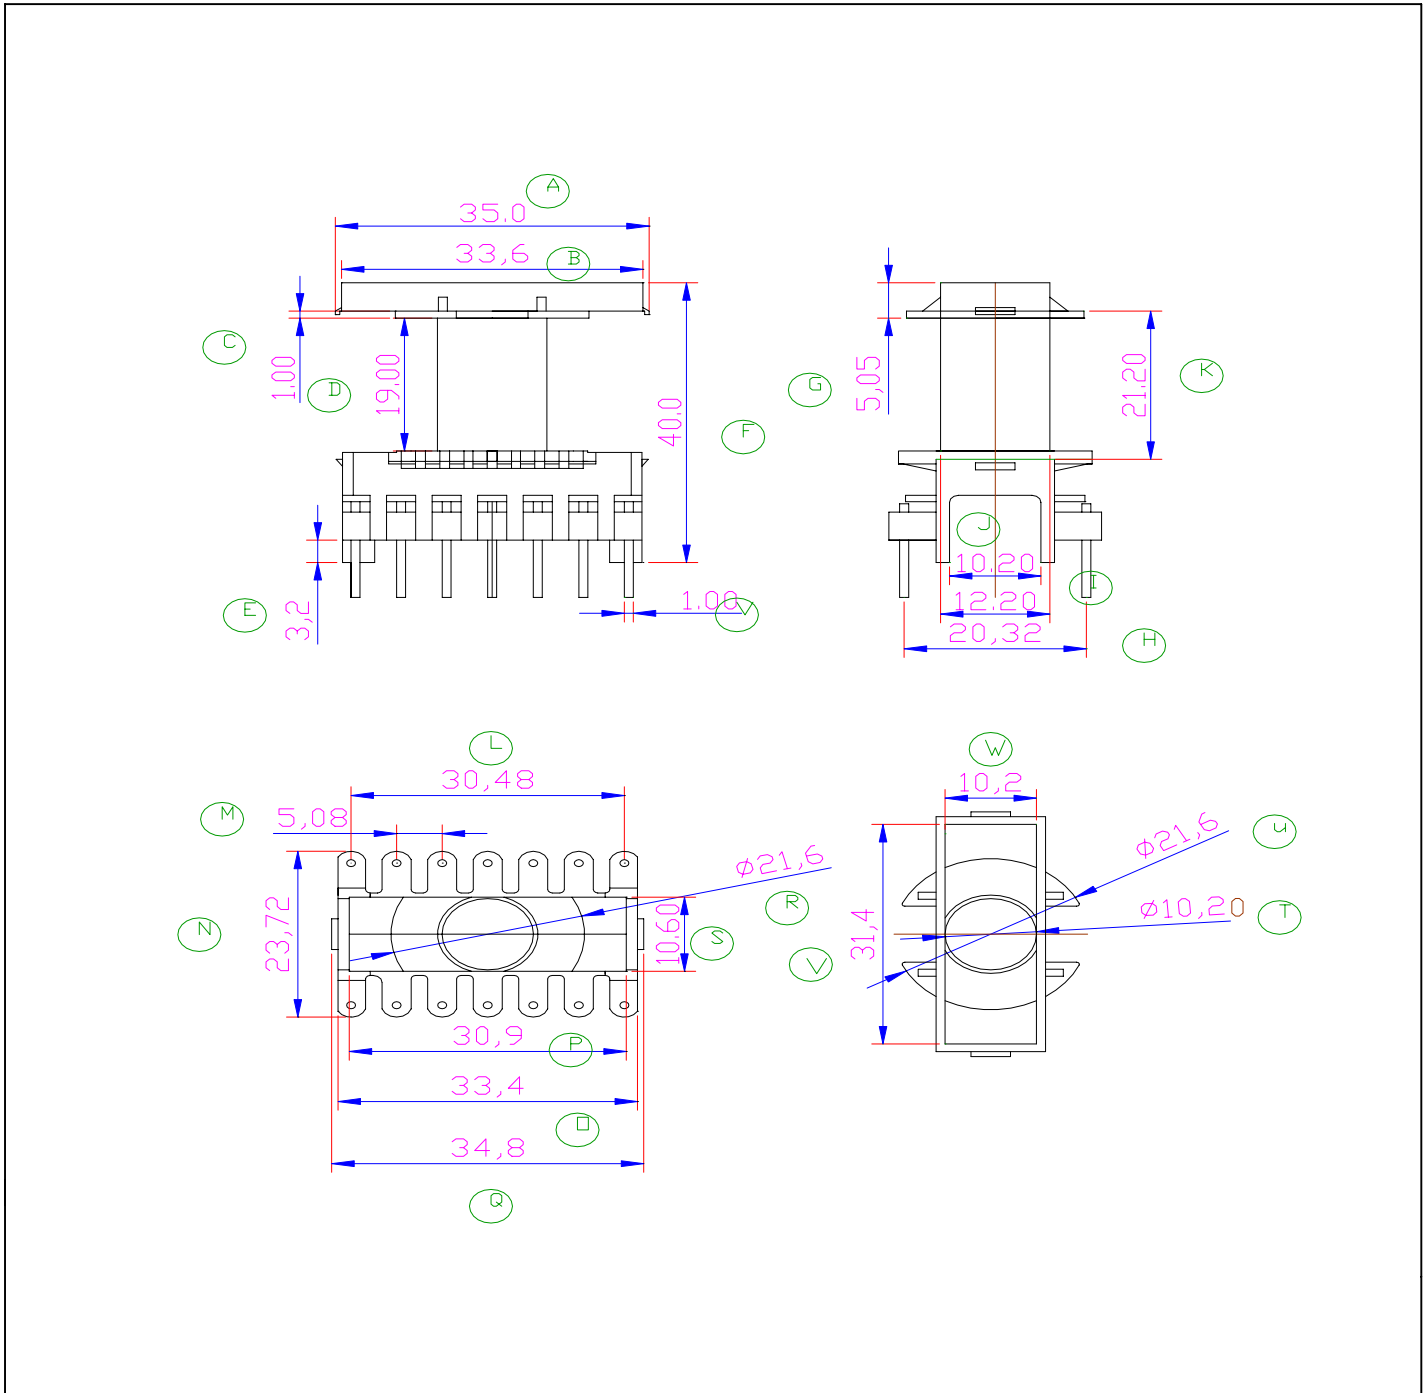 A
35.0
33,6 B
C
1.00
D
19.00
40.0
F
E
3,2
1.00 V
G
5,05
21.20
K
J
10.20
I
12.20
20,32
H
L
30,48
M
5,08
ø21,6
R
N
23,72
10.60
S
V
30,9
P
33,4
O
34,8
Q
W
10,2
ø21,6
u
ø10,20
T
31,4